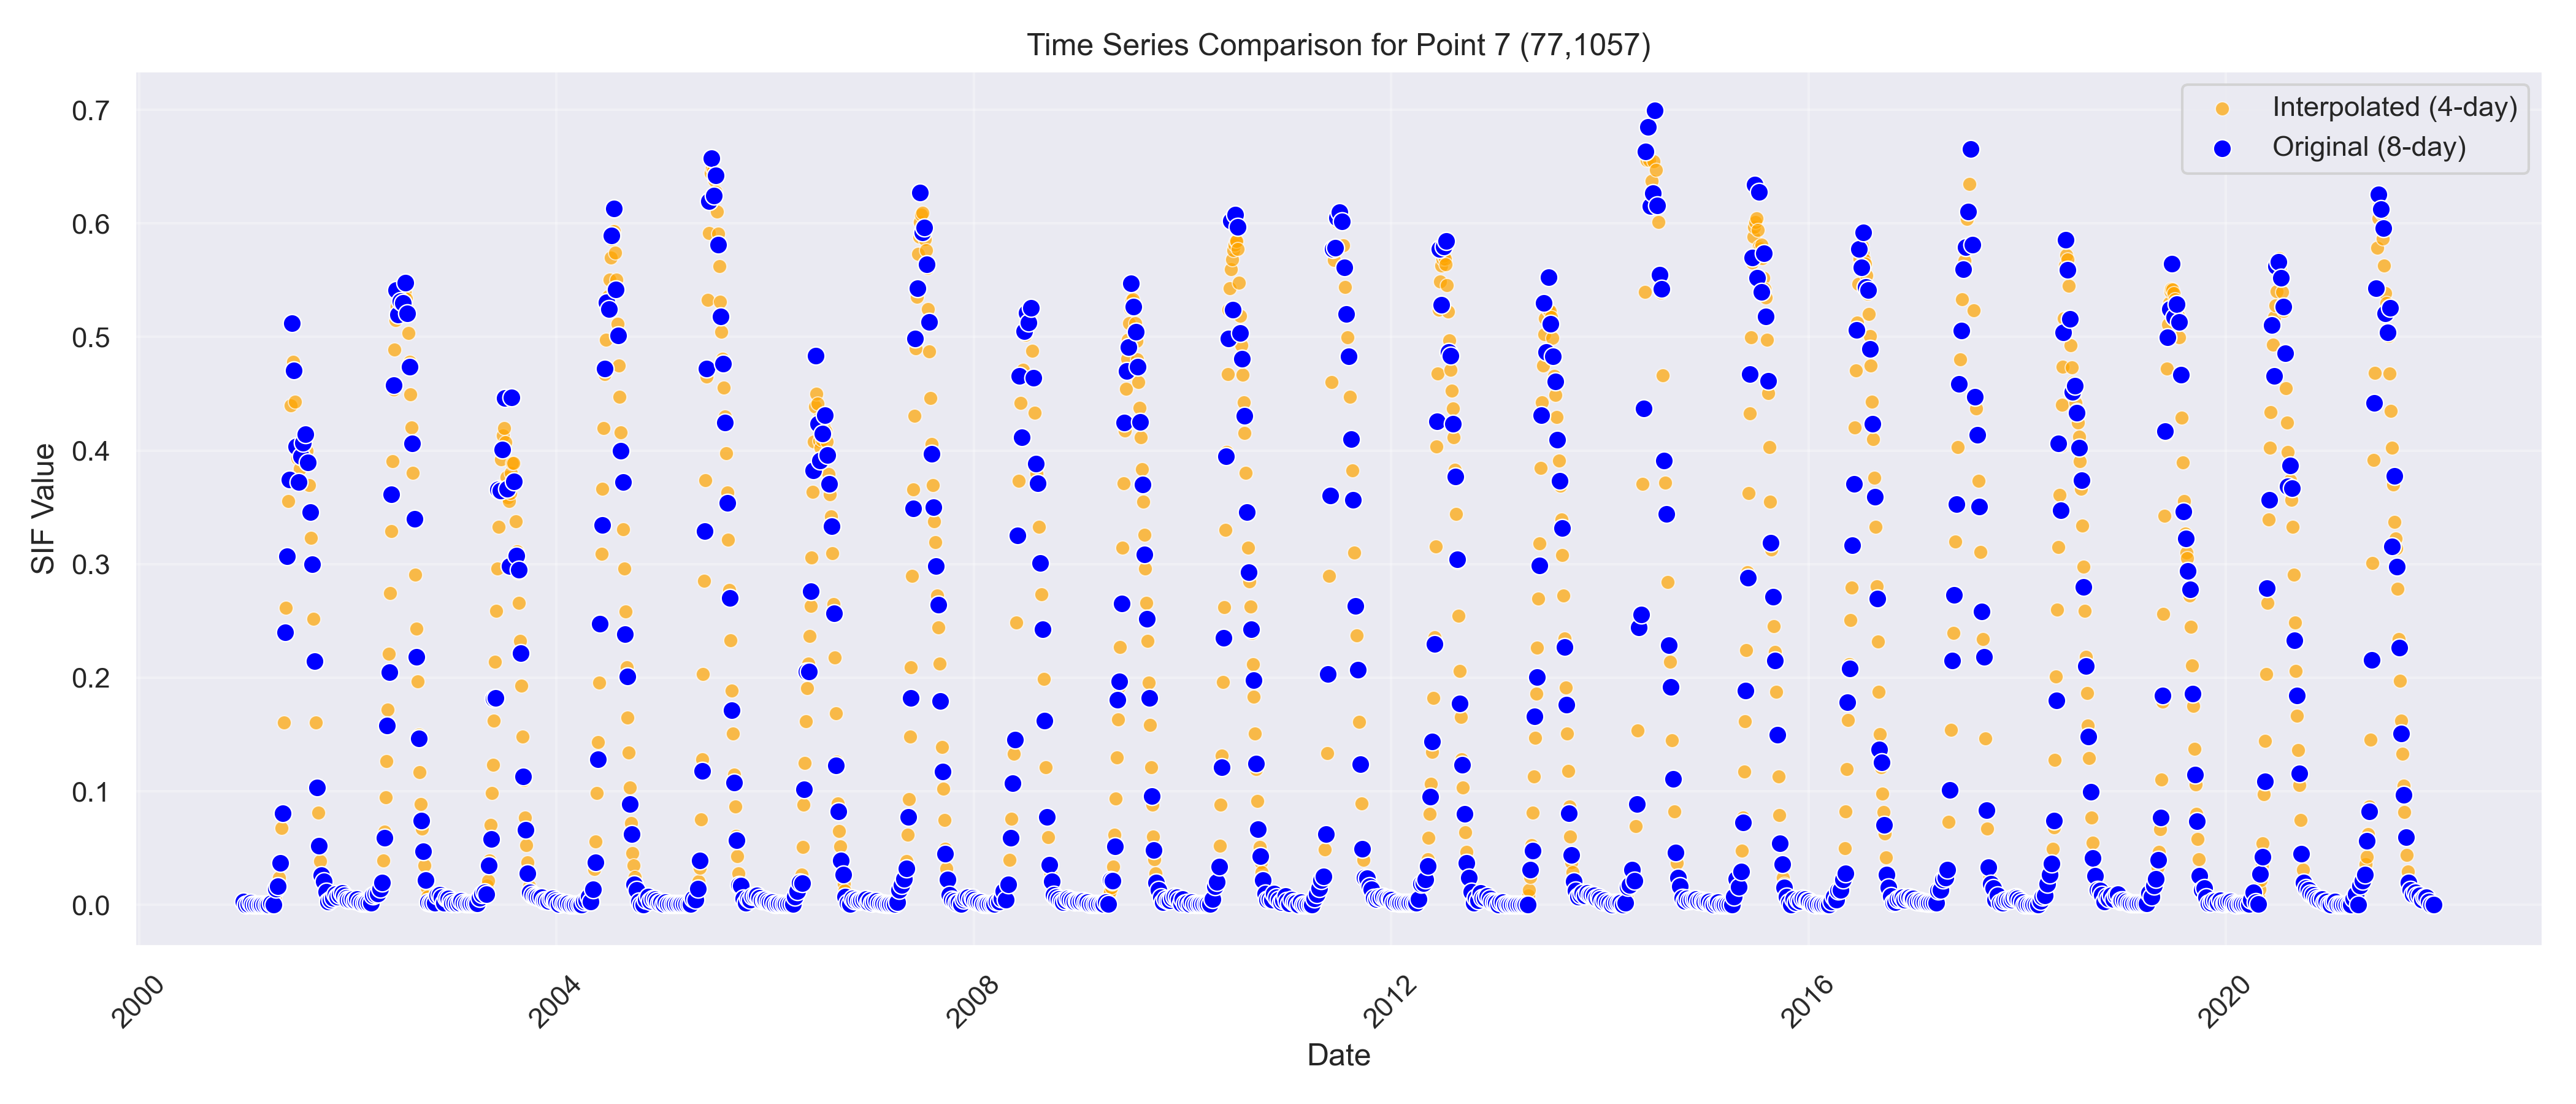 Time Series Comparison for Point 7 (77,1057)
Interpolated (4-day)
Original (8-day)
SIF Value
0.7
0.6
0.5
0.4
0.3
0.2
0.1
0.0
2000
2004
2008
2012
2016
2020
Date